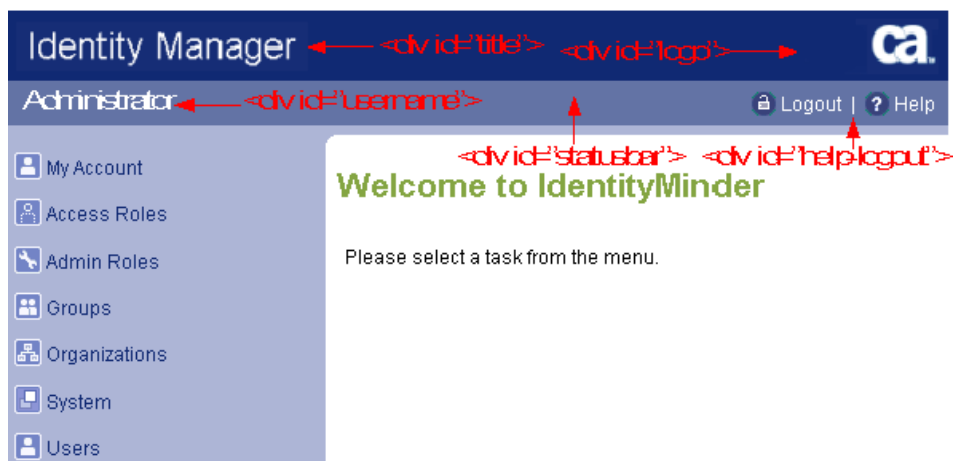 Identity Manager <div id='title'> <div id='logo'> ca.
Administrator <div id='username'> Logout | Help
<div id='statusbar'> <div id='help-logout'>
My Account
Welcome to IdentityMinder
Access Roles
Admin Roles
Please select a task from the menu.
Groups
Organizations
System
Users